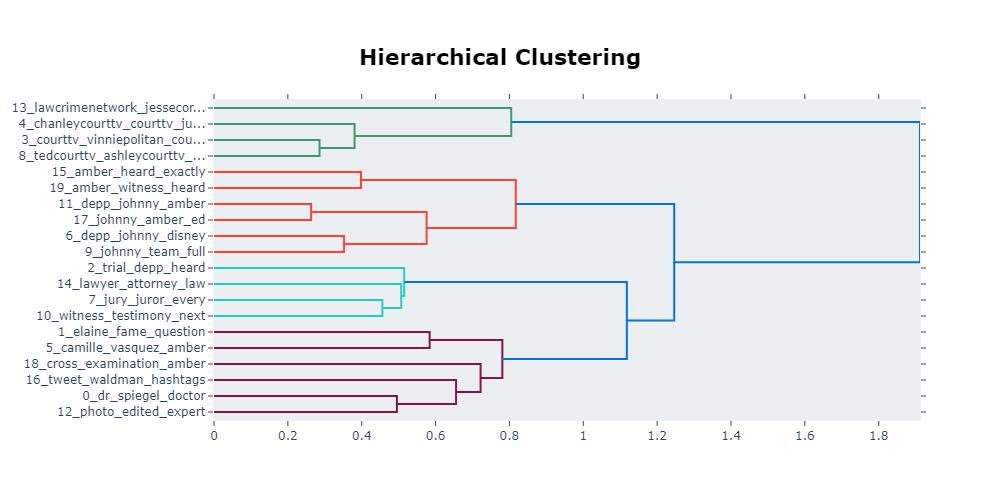 Hierarchical Clustering
13_lawcrimenetwork_jessecor...
4_chanleycourttv_courttv_ju...
3_courttv_vinniepolitan_cou...
8_tedcourttv_ashleycourttv_...
15_amber_heard_exactly
19_amber_witness_heard
11_depp_johnny_amber
17_johnny_amber_ed
6_depp_johnny_disney
9_johnny_team_full
2_trial_depp_heard
14_lawyer_attorney_law
7_jury_juror_every
10_witness_testimony_next
1_elaine_fame_question
5_camille_vasquez_amber
18_cross_examination_amber
16_tweet_waldman_hashtags
0_dr_spiegel_doctor
12_photo_edited_expert
0 0.2 0.4 0.6 0.8 1 1.2 1.4 1.6 1.8